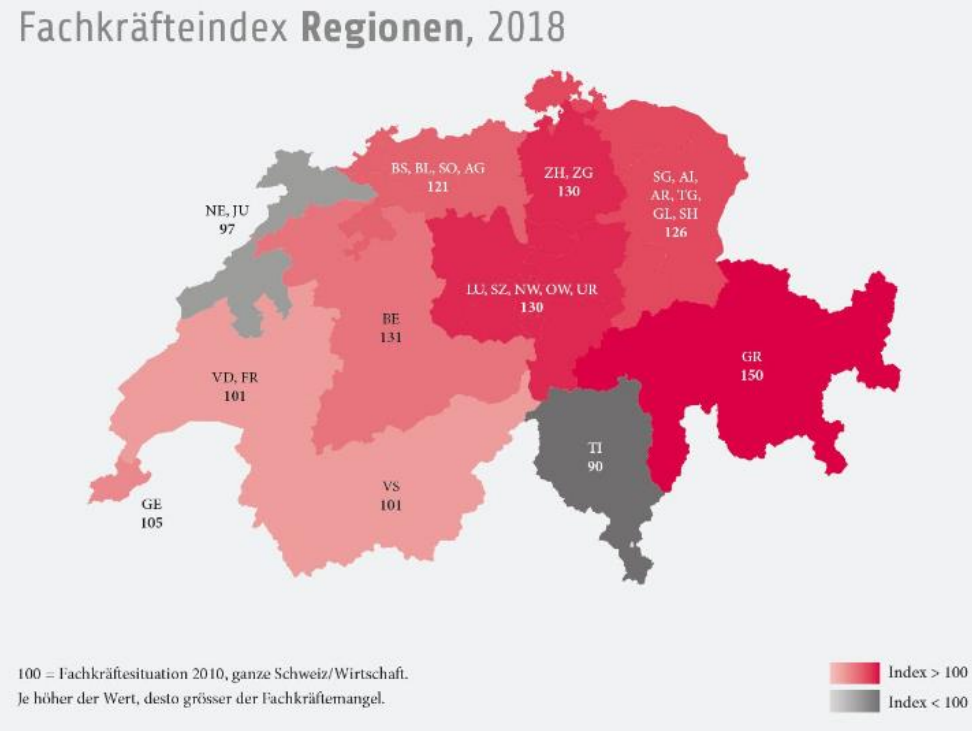 Fachkräfteindex Regionen, 2018
BS, BL, SO, AG
121
ZH, ZG
130
SG, AI,
AR, TG,
GL, SH
126
NE, JU
97
LU, SZ, NW, OW, UR
130
BE
131
GR
150
VD, FR
101
TI
90
VS
101
GE
105
100 = Fachkräftesituation 2010, ganze Schweiz/Wirtschaft.
Je höher der Wert, desto grösser der Fachkräftemangel.
Index > 100
Index < 100